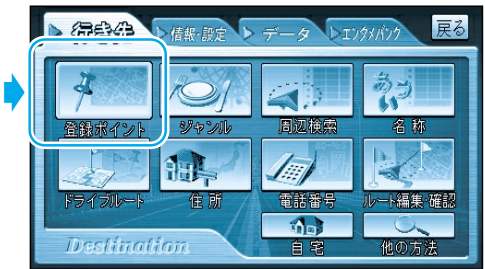 行き先 情報・設定 データ エンタメ/バンク 戻る
登録ポイント ジャンル 周辺検索 名称
あい
ドライブルート 住所 電話番号 ルート編集・確認
Destination 自宅 他の方法